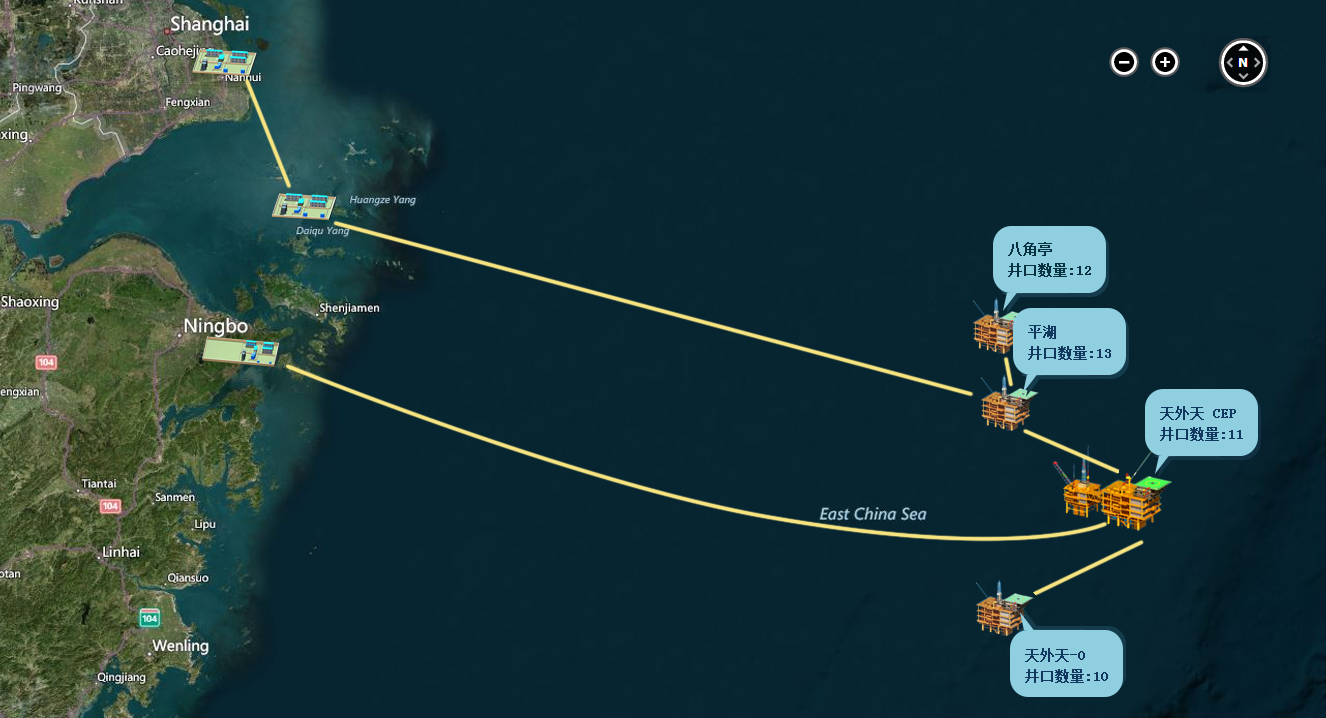 Kunshan
Shanghai
Caohejing
Nanhui
Pingwang
Fengxian
xing
N
Huangze Yang
Daiqu Yang
八角亭
井口数量:12
Shaoxing
Shenjiamen
Ningbo
平湖
井口数量:13
104
engxian
天外天 CEP
井口数量:11
Tiantai
Sanmen
104
East China Sea
Lipu
Linhai
otan
Qiansuo
104
Wenling
天外天-0
井口数量:10
Qingjiang